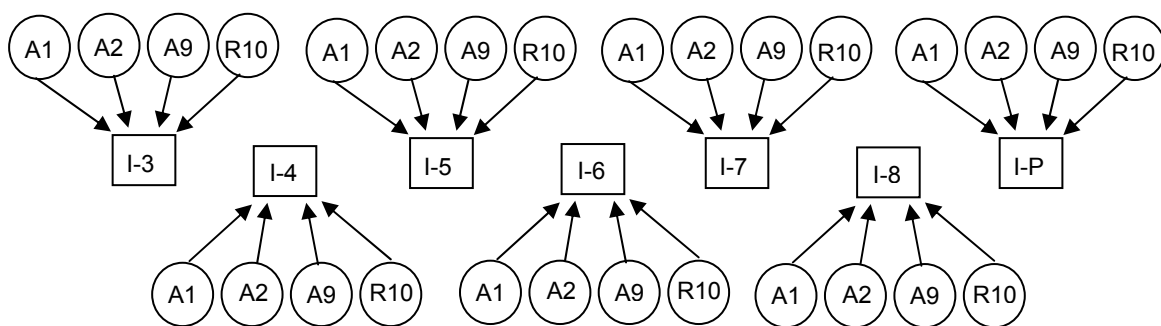 A1 A2 A9 R10 A1 A2 A9 R10 A1 A2 A9 R10 A1 A2 A9 R10
I-3 I-5 I-7 I-P
I-4 I-6 I-8
A1 A2 A9 R10 A1 A2 A9 R10 A1 A2 A9 R10